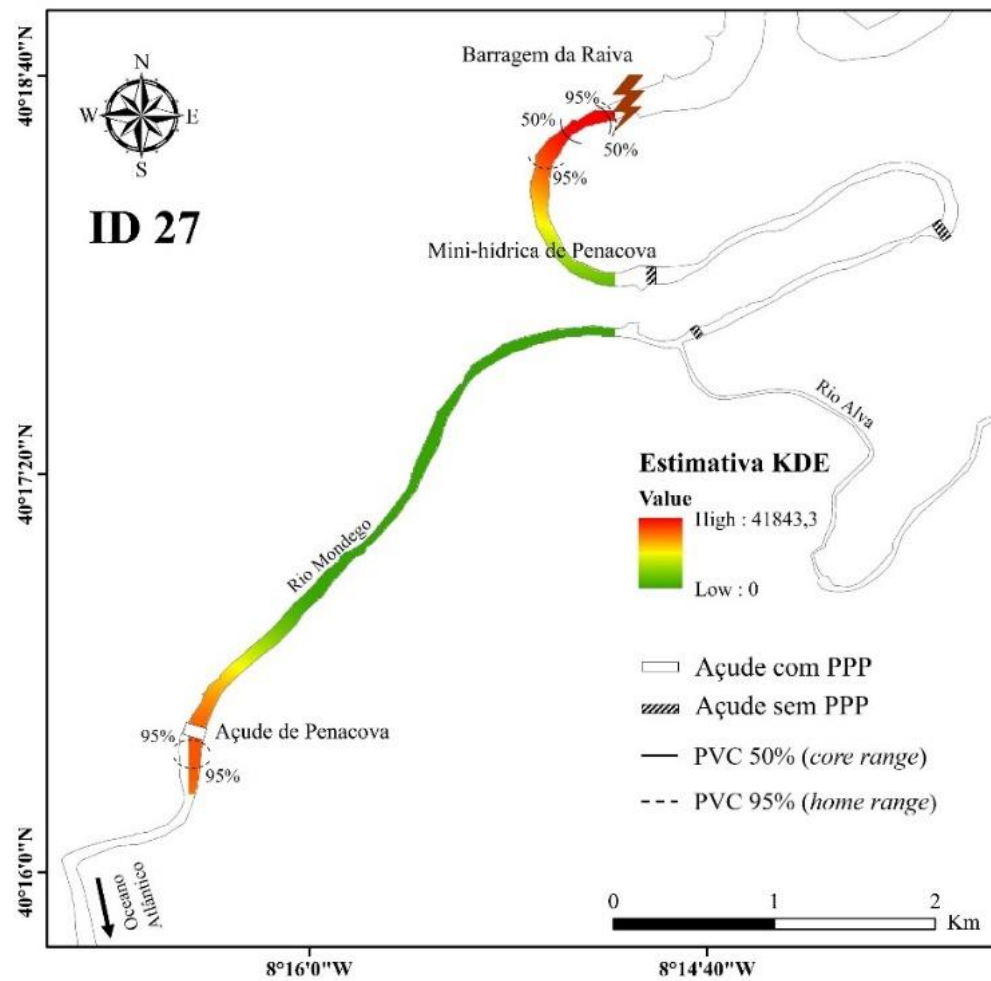 Barragem da Raiva
40°18'40"N
N
W
E
S
95%
50%
50%
95%
ID 27
Mini-hídrica de Penacova
Rio Alva
40°17'20"N
Estimativa KDE
Value
High : 41843,3
Low : 0
Rio Mondego
Açude com PPP
Açude sem PPP
Açude de Penacova
95%
95%
PVC 50% (core range)
PVC 95% (home range)
40°16'0"N
Oceano
Atlântico
0
1
2
Km
8°16'0"W
8°14'40"W